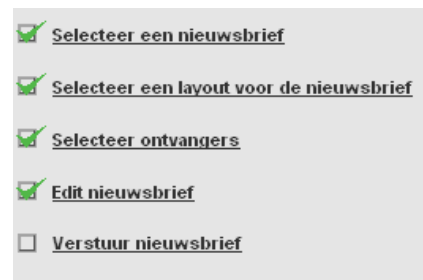 Selecteer een nieuwsbrief
Selecteer een layout voor de nieuwsbrief
Selecteer ontvangers
Edit nieuwsbrief
Verstuur nieuwsbrief